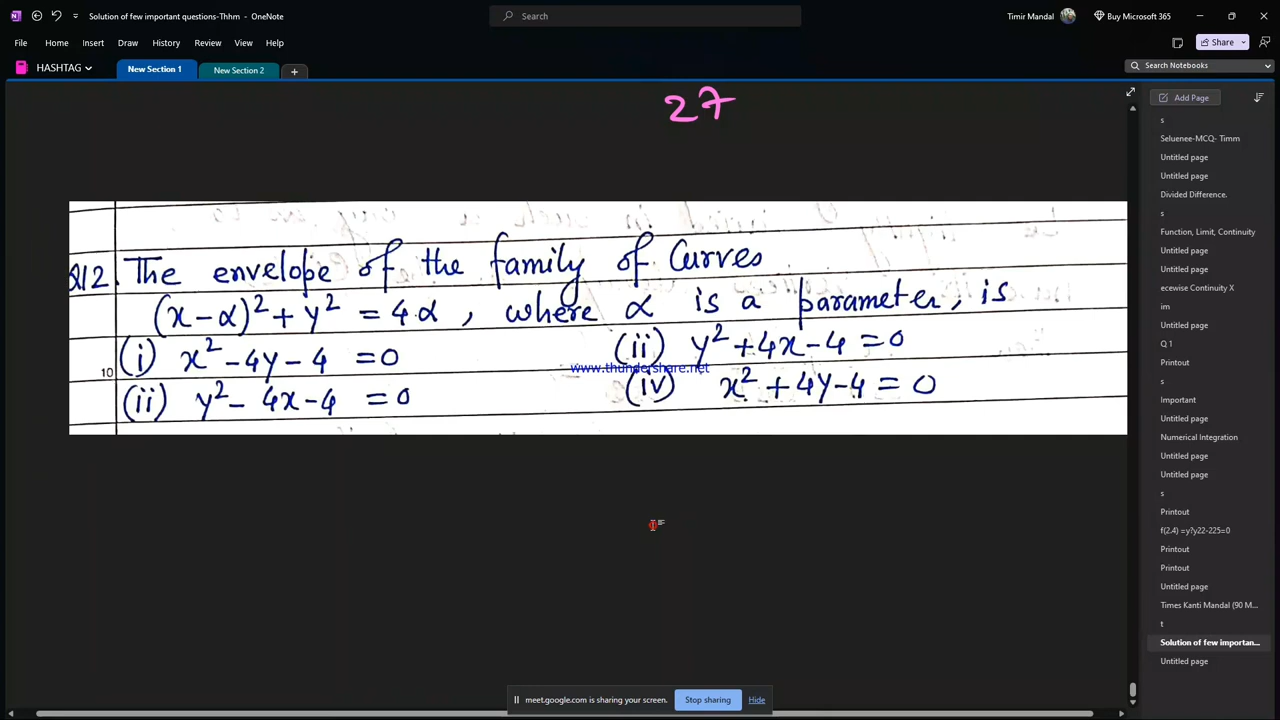 Solution of few important questions-Thhm - OneNote
Search
Timir Mandal
Buy Microsoft 365
File Home Insert Draw History Review View Help
Share
HASHTAG
New Section 1
New Section 2
Search Notebooks
27
Add Page
s
Seluenee-MCQ- Timm
Untitled page
Untitled page
Divided Difference.
s
Function, Limit, Continuity
Untitled page
Untitled page
ecewise Continuity X
im
Untitled page
Q 1
Printout
s
Important
Untitled page
Numerical Integration
Untitled page
Untitled page
s
Printout
f(2.4) =y?y22-225=0
Printout
Printout
Untitled page
Times Kanti Mandal (90 M...
t
Solution of few importan...
Untitled page
Q12. The envelope of the family of Curves
(x-α)² + y² = 4α, where α is a parameter, is
(i) x² - 4y - 4 = 0 (ii) y² + 4x - 4 = 0
10
(ii) y² - 4x - 4 = 0 (iv) x² + 4y - 4 = 0
www.thundershare.net
meet.google.com is sharing your screen. Stop sharing Hide